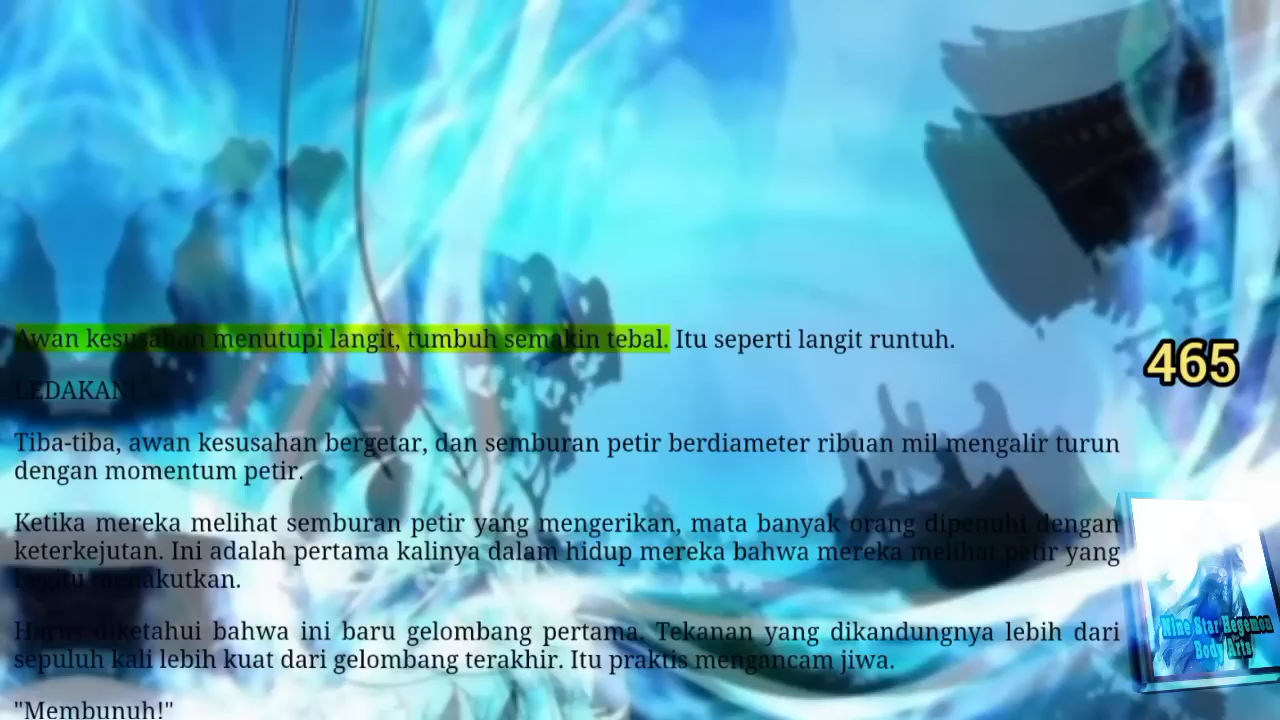 Awan kesusahan menutupi langit, tumbuh semakin tebal. Itu seperti langit runtuh.
465
LEDAKAN!
Tiba-tiba, awan kesusahan bergetar, dan semburan petir berdiameter ribuan mil mengalir turun
dengan momentum petir.
Ketika mereka melihat semburan petir yang mengerikan, mata banyak orang dipenuhi dengan
keterkejutan. Ini adalah pertama kalinya dalam hidup mereka bahwa mereka melihat petir yang
begitu menakutkan.
Harus diketahui bahwa ini baru gelombang pertama. Tekanan yang dikandungnya lebih dari
sepuluh kali lebih kuat dari gelombang terakhir. Itu praktis mengancam jiwa.
Nine Star Hegemon
Body Arts
"Membunuh!"